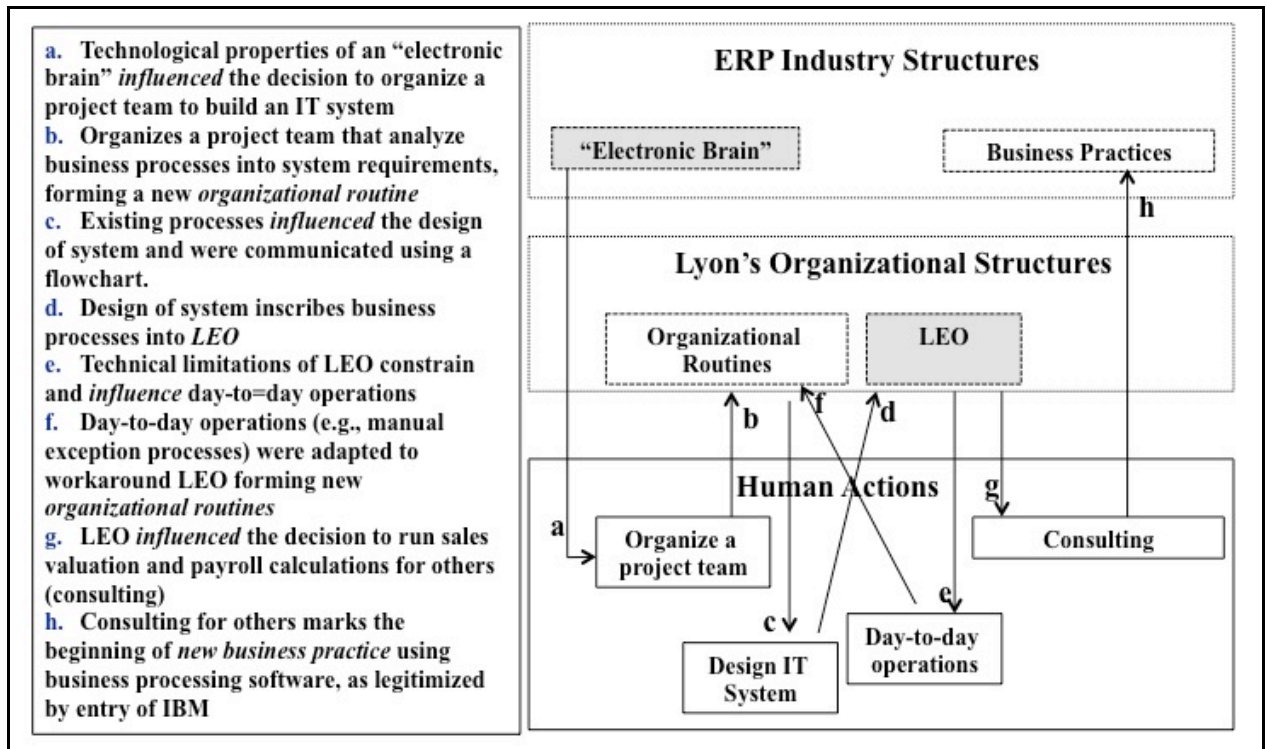 a. Technological properties of an “electronic
brain” influenced the decision to organize a
project team to build an IT system
b. Organizes a project team that analyze
business processes into system requirements,
forming a new organizational routine
c. Existing processes influenced the design
of system and were communicated using a
flowchart.
d. Design of system inscribes business
processes into LEO
e. Technical limitations of LEO constrain
and influence day-to=day operations
f. Day-to-day operations (e.g., manual
exception processes) were adapted to
workaround LEO forming new
organizational routines
g. LEO influenced the decision to run sales
valuation and payroll calculations for others
(consulting)
h. Consulting for others marks the
beginning of new business practice using
business processing software, as legitimized
by entry of IBM
ERP Industry Structures
“Electronic Brain”
Business Practices
h
Lyon’s Organizational Structures
Organizational
Routines
LEO
b
f
d
Human Actions
g
a
Organize a
project team
Consulting
c
e
Design IT
System
Day-to-day
operations